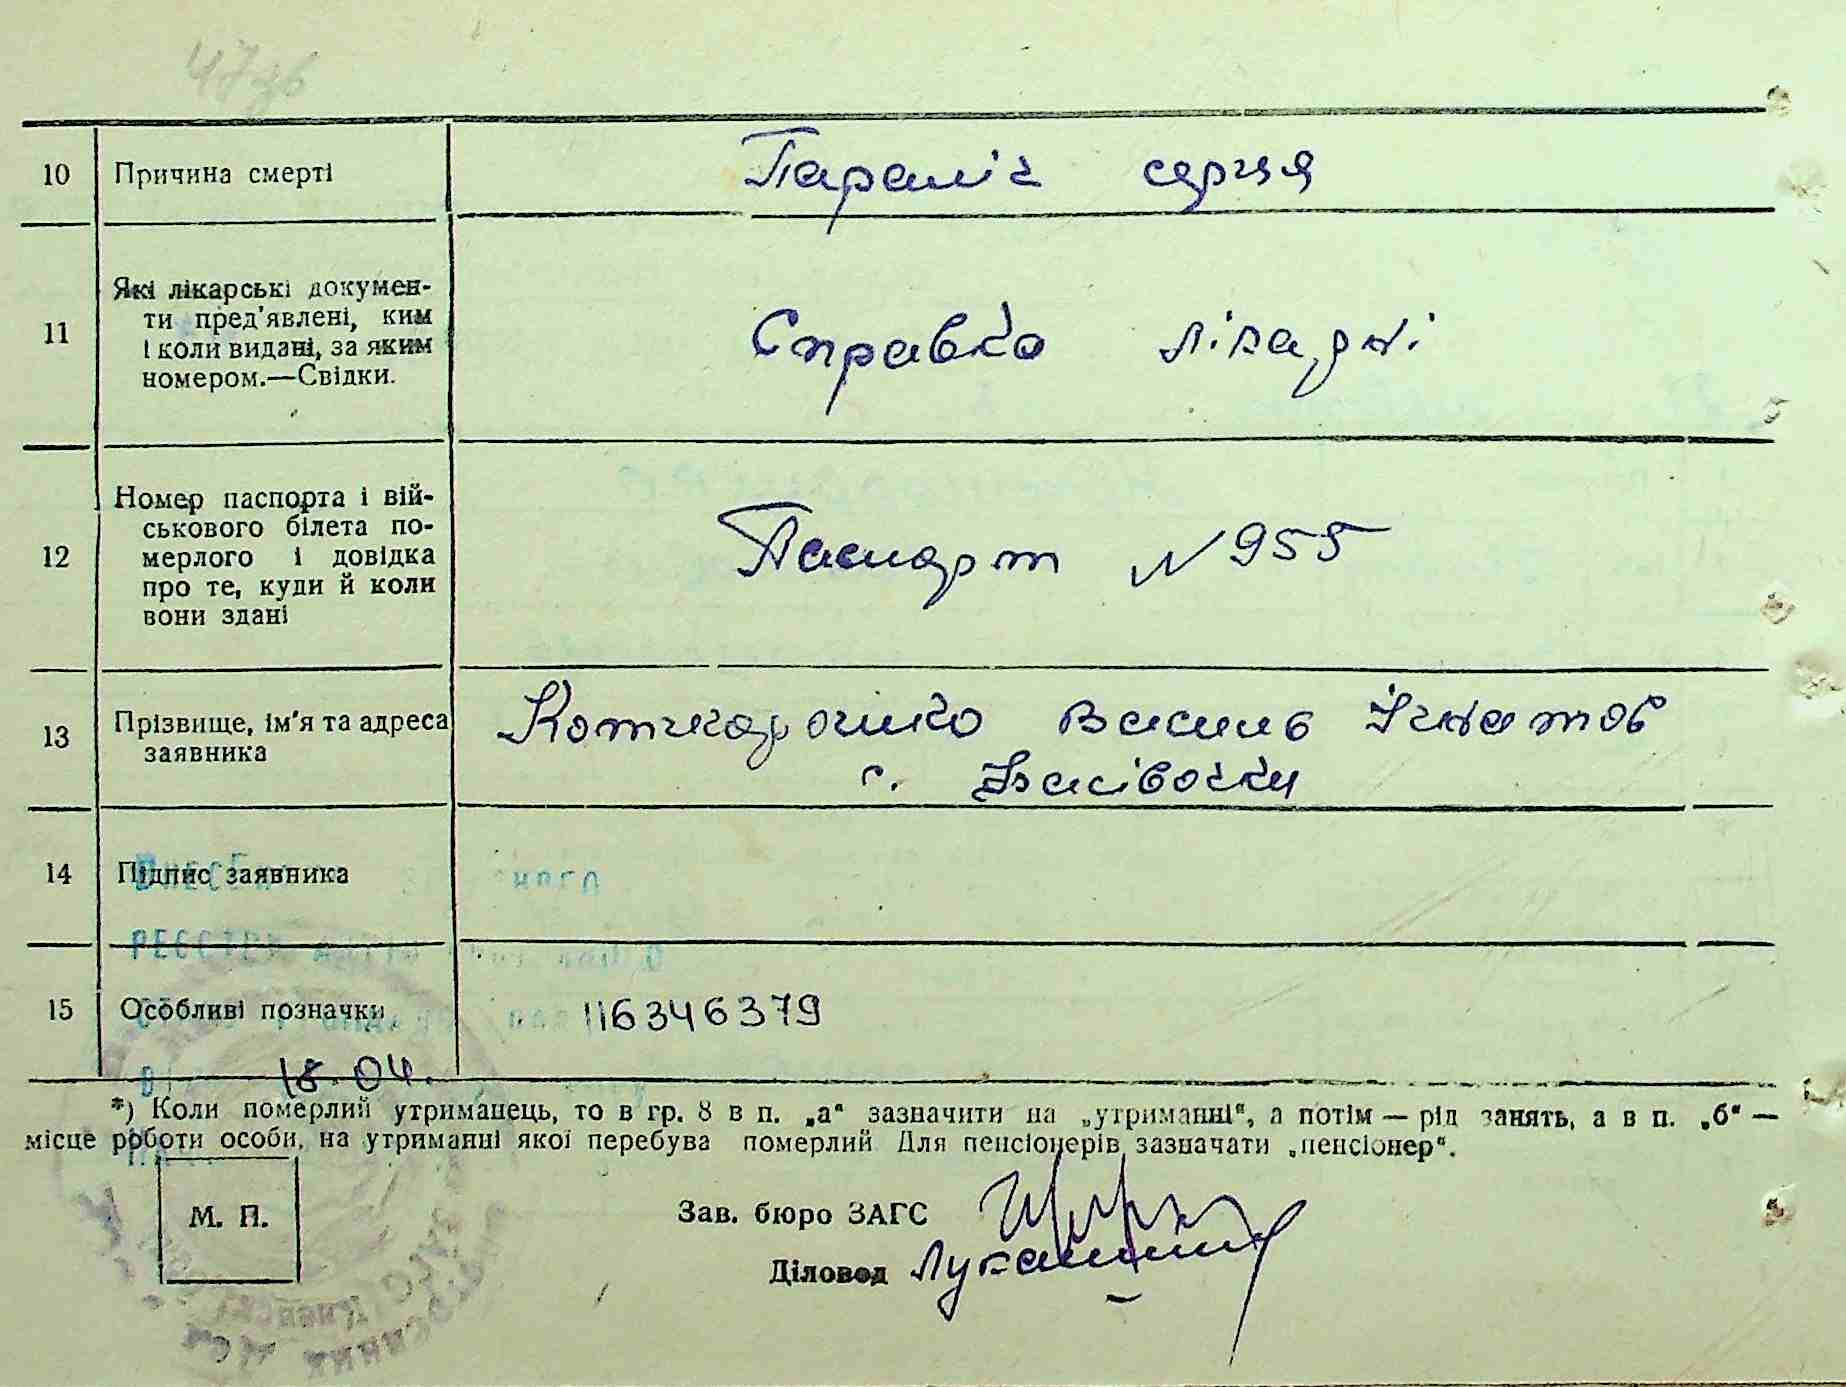 10 Причина смерті Параліч серця
11 Які лікарські докумен-
ти пред'явлені, ким
і коли видані, за яким
номером.—Свідки.
Справка лікарні
12 Номер паспорта і вій-
ськового білета по-
мерлого і довідка
про те, куди й коли
вони здані
Паспорт N 955
13 Прізвище, ім'я та адреса
заявника
Василь Ігнатов
с.
14 Підпис заявника
15 Особливі позначки 116346379
18.04.
*) Коли померлий утриманець, то в гр. 8 в п. „а“ зазначити на „утриманні“, а потім — рід занять, а в п. „б“ —
місце роботи особи, на утриманні якої перебува померлий. Для пенсіонерів зазначати „пенсіонер“.
М. П.
Зав. бюро ЗАГС
Діловод